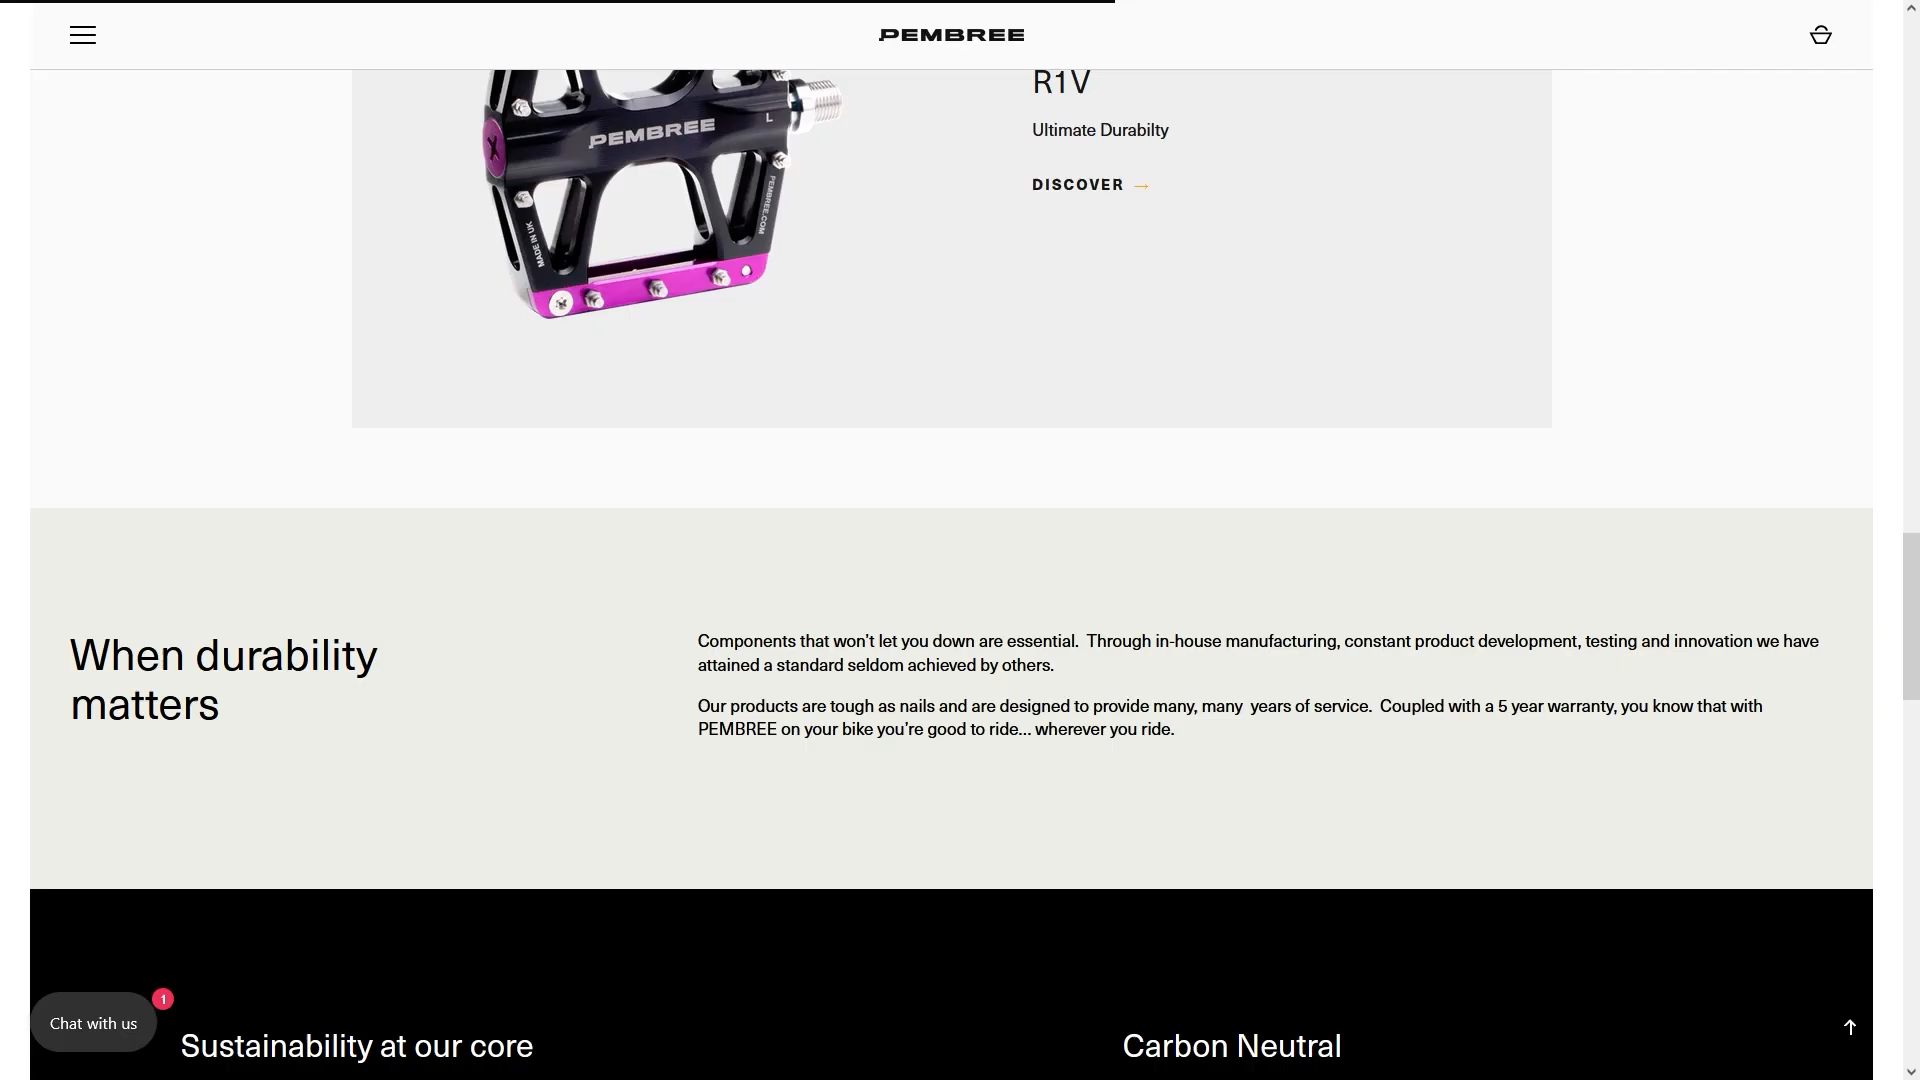 PEMBREE
R1V
Ultimate Durabilty
DISCOVER →
PEMBREE
L
PEMBREE.COM
MADE IN UK
When durability
matters
Components that won't let you down are essential.  Through in-house manufacturing, constant product development, testing and innovation we have
attained a standard seldom achieved by others.
Our products are tough as nails and are designed to provide many, many  years of service.  Coupled with a 5 year warranty, you know that with
PEMBREE on your bike you're good to ride... wherever you ride.
1
Chat with us
Sustainability at our core
Carbon Neutral